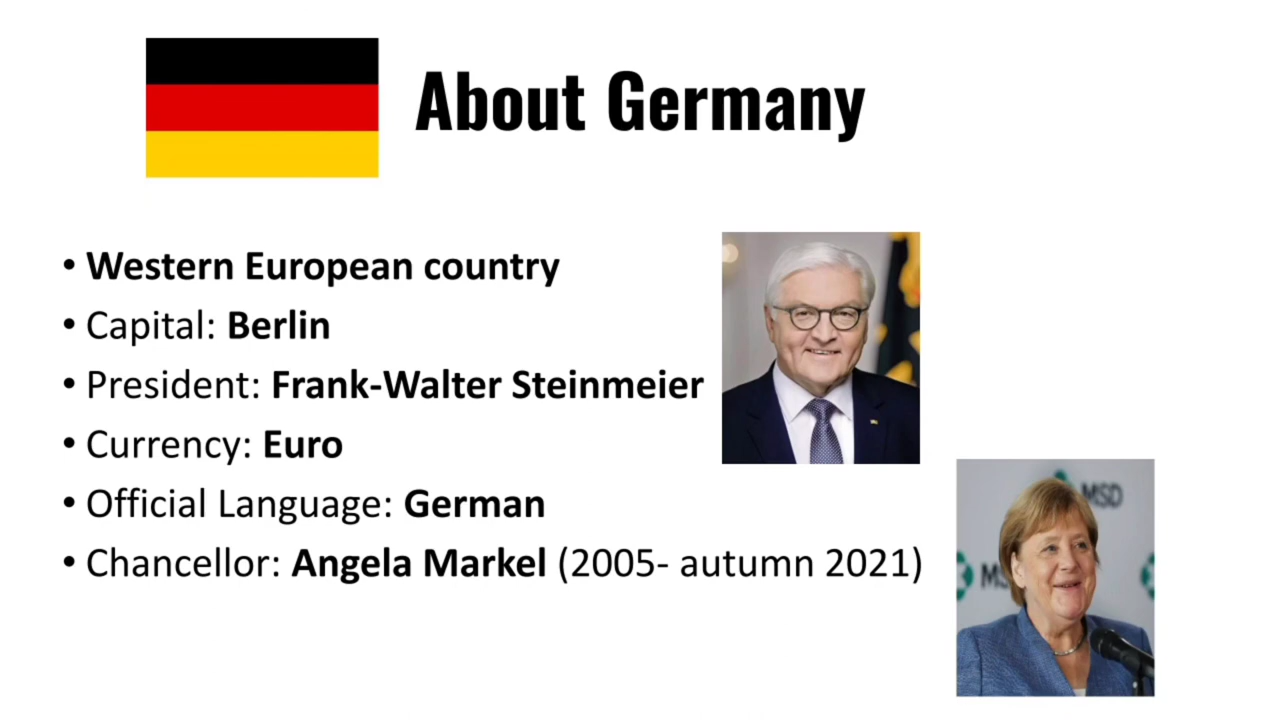 About Germany
• Western European country
• Capital: Berlin
• President: Frank-Walter Steinmeier
• Currency: Euro
• Official Language: German
• Chancellor: Angela Markel (2005- autumn 2021)
MSD